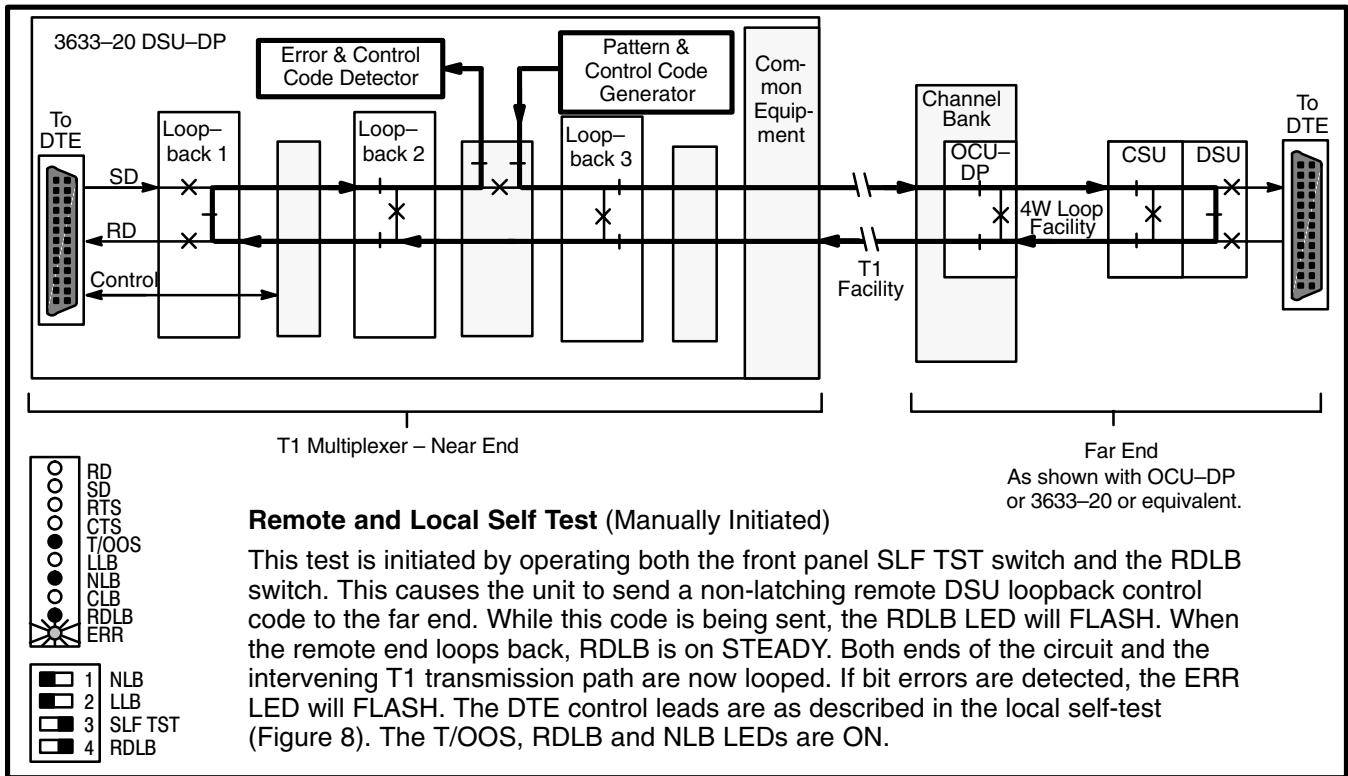 3633–20 DSU–DP
Error & Control
Code Detector
Pattern &
Control Code
Generator
Com-
mon
Equip-
ment
To
DTE
Loop–
back 1
Loop–
back 2
Loop–
back 3
Channel
Bank
OCU–
DP
CSU
DSU
To
DTE
SD
RD
Control
4W Loop
Facility
T1
Facility
T1 Multiplexer – Near End
Far End
As shown with OCU–DP
or 3633–20 or equivalent.
RD
SD
RTS
CTS
T/OOS
LLB
NLB
CLB
RDLB
ERR
1 NLB
2 LLB
3 SLF TST
4 RDLB
Remote and Local Self Test (Manually Initiated)
This test is initiated by operating both the front panel SLF TST switch and the RDLB
switch. This causes the unit to send a non-latching remote DSU loopback control
code to the far end. While this code is being sent, the RDLB LED will FLASH. When
the remote end loops back, RDLB is on STEADY. Both ends of the circuit and the
intervening T1 transmission path are now looped. If bit errors are detected, the ERR
LED will FLASH. The DTE control leads are as described in the local self-test
(Figure 8). The T/OOS, RDLB and NLB LEDs are ON.